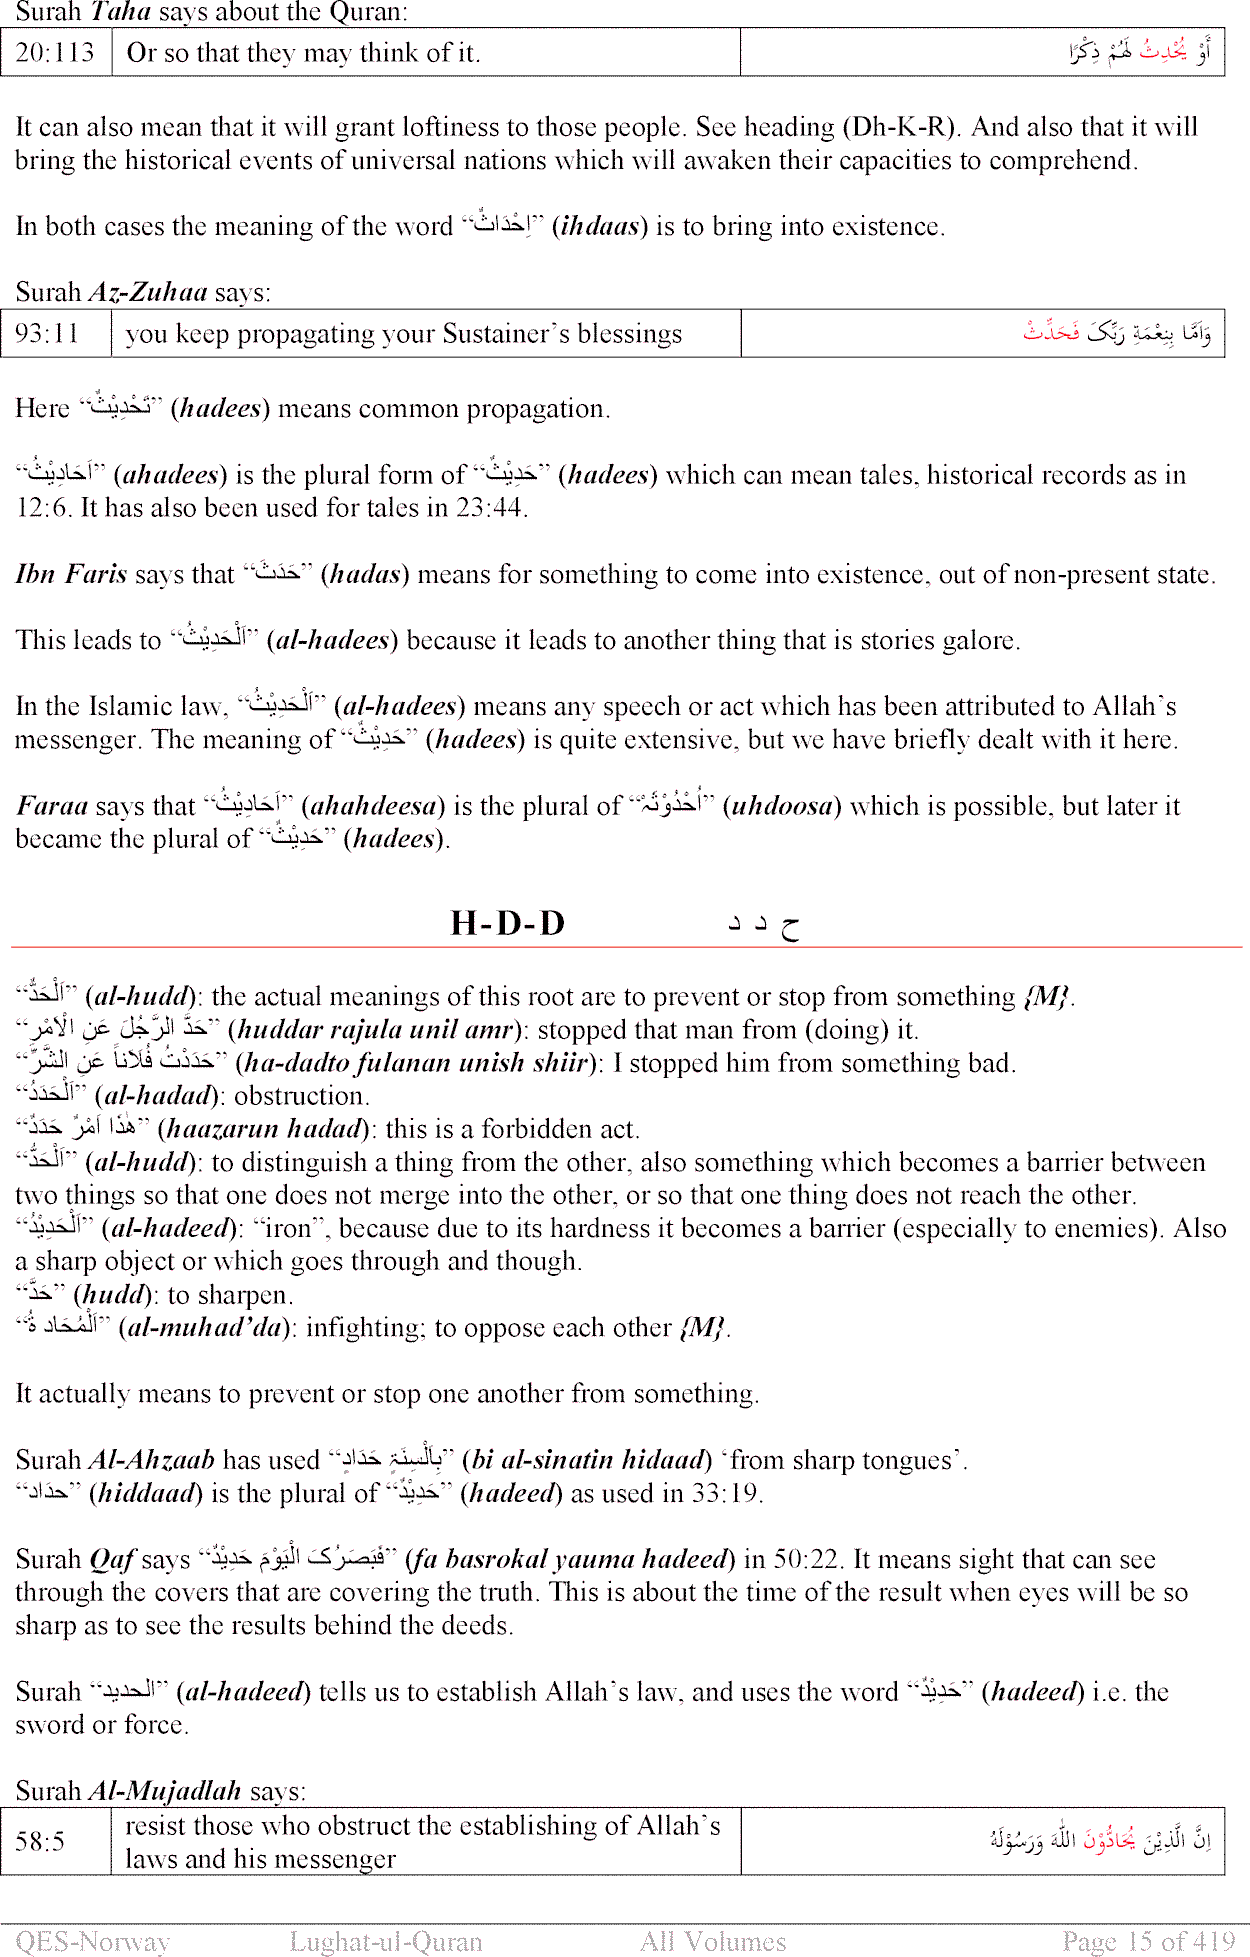 Surah Taha says about the Quran:
20:113 Or so that they may think of it. أَوْ يُحْدِثُ لَهُمْ ذِكْرًا
It can also mean that it will grant loftiness to those people. See heading (Dh-K-R). And also that it will
bring the historical events of universal nations which will awaken their capacities to comprehend.
In both cases the meaning of the word “اِحْدَاثٌ” (ihdaas) is to bring into existence.
Surah Az-Zuhaa says:
93:11 you keep propagating your Sustainer’s blessings وَاَمَّا بِنِعْمَةِ رَبِّکَ فَحَدِّثْ
Here “تَحْدِيْثٌ” (hadees) means common propagation.
“اَحَادِيْثُ” (ahadees) is the plural form of “حَدِيْثٌ” (hadees) which can mean tales, historical records as in
12:6. It has also been used for tales in 23:44.
Ibn Faris says that “حَدَثَ” (hadas) means for something to come into existence, out of non-present state.
This leads to “اَلْحَدِيْثُ” (al-hadees) because it leads to another thing that is stories galore.
In the Islamic law, “اَلْحَدِيْثُ” (al-hadees) means any speech or act which has been attributed to Allah’s
messenger. The meaning of “حَدِيْثٌ” (hadees) is quite extensive, but we have briefly dealt with it here.
Faraa says that “اَحَادِيْثُ” (ahahdeesa) is the plural of “اُحْدُوْثَہٌ” (uhdoosa) which is possible, but later it
became the plural of “حَدِيْثٌ” (hadees).
H-D-D ح د د
“اَلْحَدُّ” (al-hudd): the actual meanings of this root are to prevent or stop from something {M}.
“حَدَّ الرَّجُلَ عَنِ الْاَمْرِ” (huddar rajula unil amr): stopped that man from (doing) it.
“حَدَدْتُ فُلَاناً عَنِ الشَّرِّ” (ha-dadto fulanan unish shiir): I stopped him from something bad.
“اَلْحَدَدُ” (al-hadad): obstruction.
“هٰذَا اَمْرٌ حَدَدٌ” (haazarun hadad): this is a forbidden act.
“اَلْحَدُّ” (al-hudd): to distinguish a thing from the other, also something which becomes a barrier between
two things so that one does not merge into the other, or so that one thing does not reach the other.
“اَلْحَدِيْدُ” (al-hadeed): “iron”, because due to its hardness it becomes a barrier (especially to enemies). Also
a sharp object or which goes through and though.
“حَدَّ” (hudd): to sharpen.
“اَلْمُحَاد ۃُ” (al-muhad’da): infighting; to oppose each other {M}.
It actually means to prevent or stop one another from something.
Surah Al-Ahzaab has used “بِاَلْسِنَۃٍ حَدَادٍ” (bi al-sinatin hidaad) ‘from sharp tongues’.
“حدَاد” (hiddaad) is the plural of “حَدِيْدٌ” (hadeed) as used in 33:19.
Surah Qaf says “فَبَصَرُکَ الْيَوْمَ حَدِيْدٌ” (fa basrokal yauma hadeed) in 50:22. It means sight that can see
through the covers that are covering the truth. This is about the time of the result when eyes will be so
sharp as to see the results behind the deeds.
Surah “الحديد” (al-hadeed) tells us to establish Allah’s law, and uses the word “حَدِيْدٌ” (hadeed) i.e. the
sword or force.
Surah Al-Mujadlah says:
58:5 resist those who obstruct the establishing of Allah’s laws and his messenger اِنَّ الَّذِيْنَ يُحَادُّوْنَ اللّٰهَ وَرَسُوْلَهُ
QES-Norway Lughat-ul-Quran All Volumes Page 15 of 419